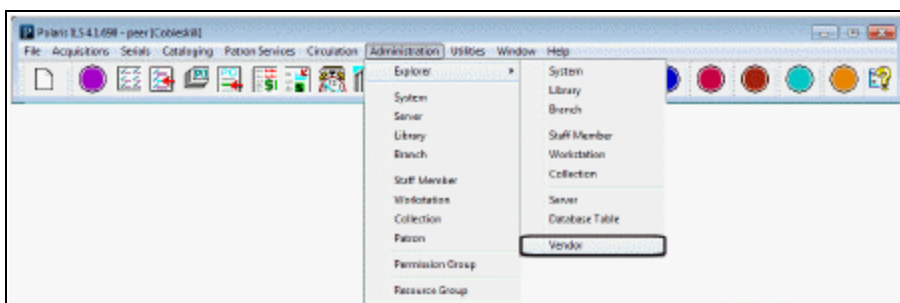 Polaris ILS 4.1.698 - peer [Cobleskill]
File Acquisitions Serials Cataloging Patron Services Circulation Administration Utilities Window Help
Explorer
System
Server
Library
Branch
Staff Member
Workstation
Collection
Patron
Permission Group
Resource Group
System
Library
Branch
Staff Member
Workstation
Collection
Server
Database Table
Vendor